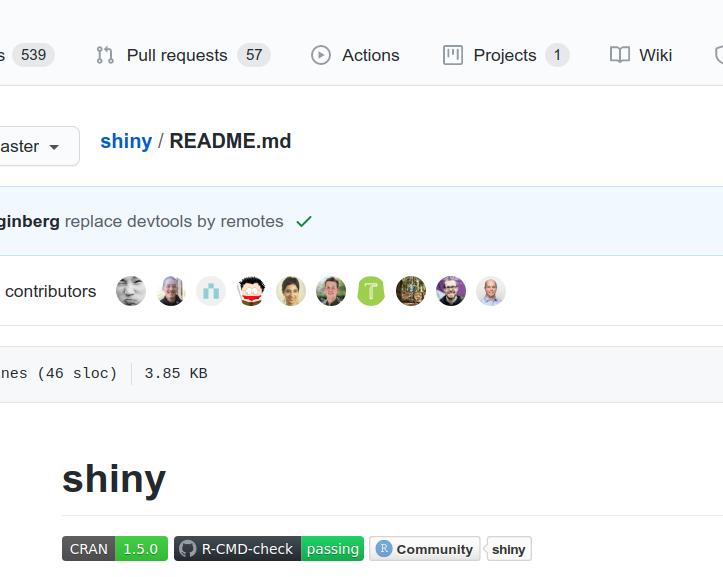 539 Pull requests 57 Actions Projects 1 Wiki
aster shiny / README.md
ginberg replace devtools by remotes
contributors
nes (46 sloc) 3.85 KB
shiny
CRAN 1.5.0 R-CMD-check passing R Community shiny